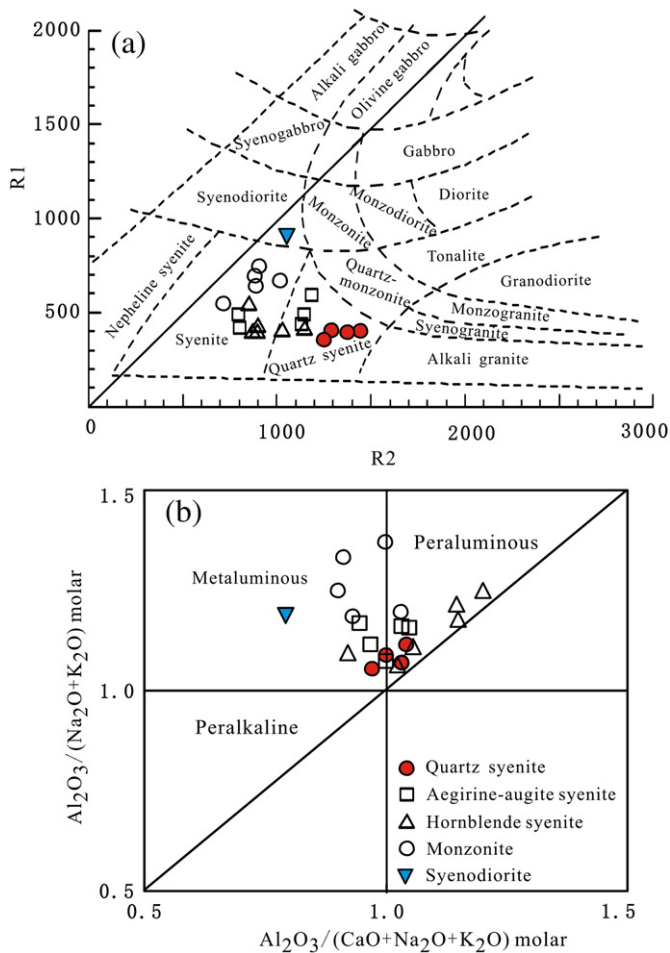 (a)
2000
1500
1000
500
0
1000
2000
3000
R1
R2
Alkali gabbro
Olivine gabbro
Syenogabbro
Gabbro
Syenodiorite
Monzodiorite
Diorite
Monzonite
Tonalite
Nepheline syenite
Quartz-
monzonite
Granodiorite
Monzogranite
Syenite
Syenogranite
Quartz syenite
Alkali granite
(b)
1.5
1.0
0.5
Al₂O₃/(Na₂O+K₂O) molar
Peraluminous
Metaluminous
Peralkaline
Quartz syenite
Aegirine-augite syenite
Hornblende syenite
Monzonite
Syenodiorite
0.5
1.0
1.5
Al₂O₃/(CaO+Na₂O+K₂O) molar